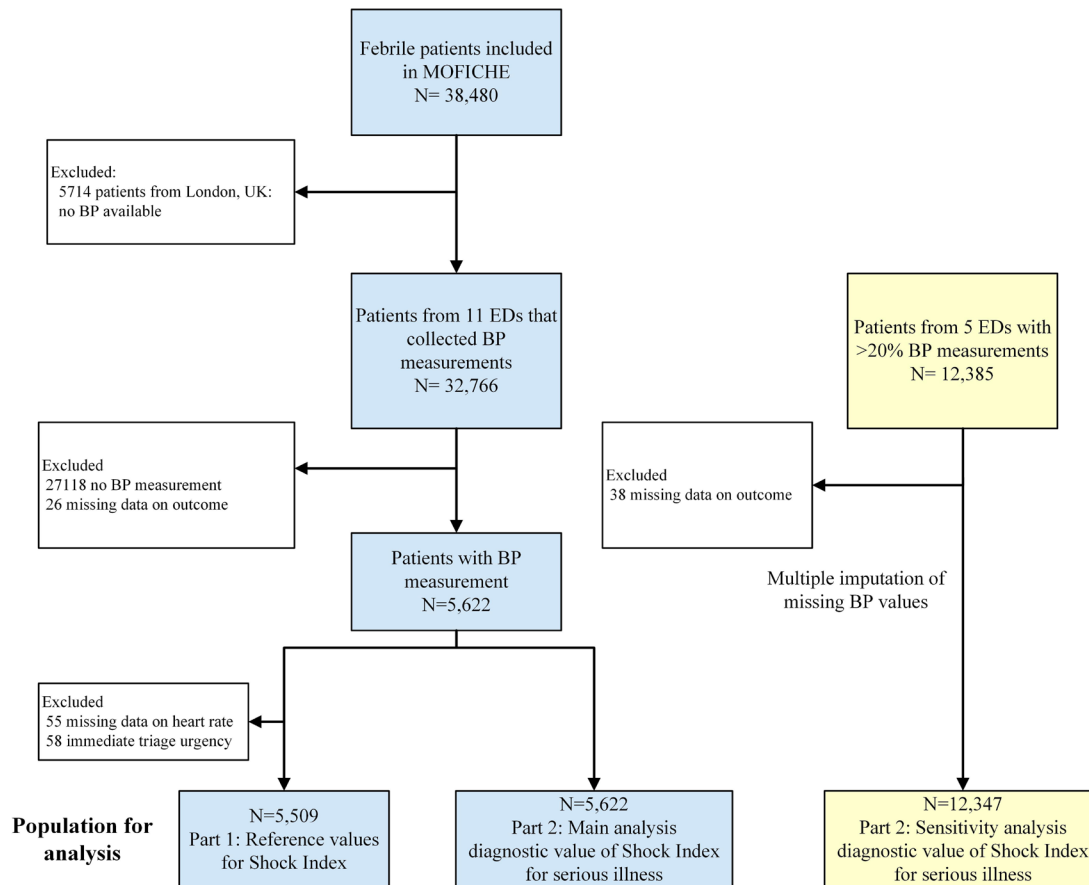 Febrile patients included
in MOFICHE
N= 38,480
Excluded:
5714 patients from London, UK:
no BP available
Patients from 11 EDs that
collected BP
measurements
N= 32,766
Patients from 5 EDs with
>20% BP measurements
N= 12,385
Excluded
27118 no BP measurement
26 missing data on outcome
Excluded
38 missing data on outcome
Patients with BP
measurement
N=5,622
Multiple imputation of
missing BP values
Excluded
55 missing data on heart rate
58 immediate triage urgency
Population for
analysis
N=5,509
Part 1: Reference values
for Shock Index
N=5,622
Part 2: Main analysis
diagnostic value of Shock Index
for serious illness
N=12,347
Part 2: Sensitivity analysis
diagnostic value of Shock Index
for serious illness